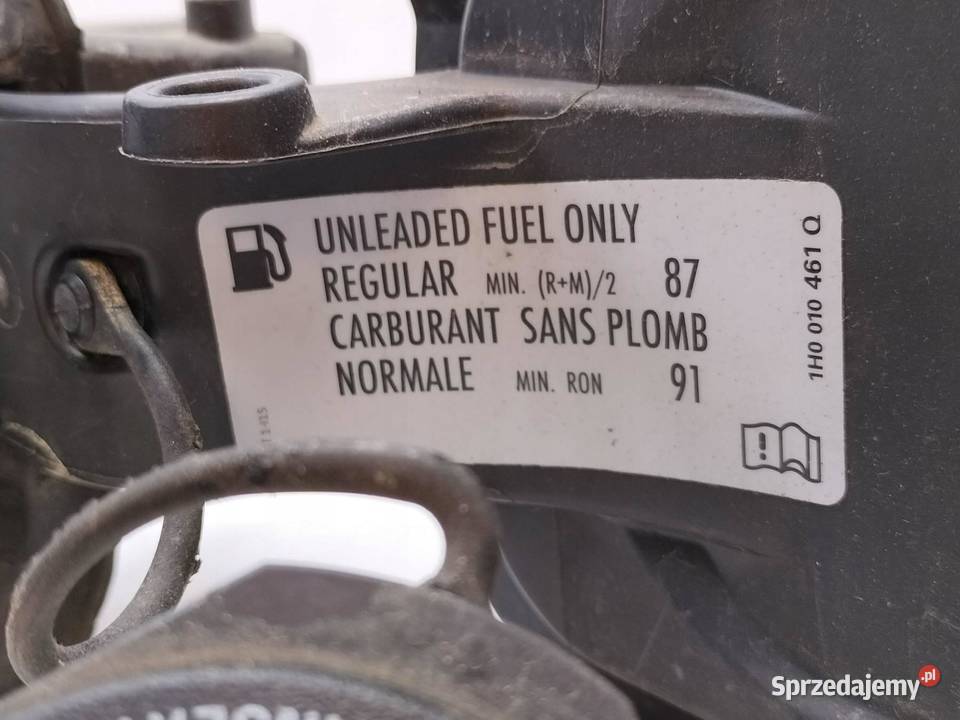 UNLEADED FUEL ONLY
REGULAR MIN. (R+M)/2 87
CARBURANT SANS PLOMB
NORMALE MIN. RON 91
1H0 010 461 Q
Sprzedajemy.pl